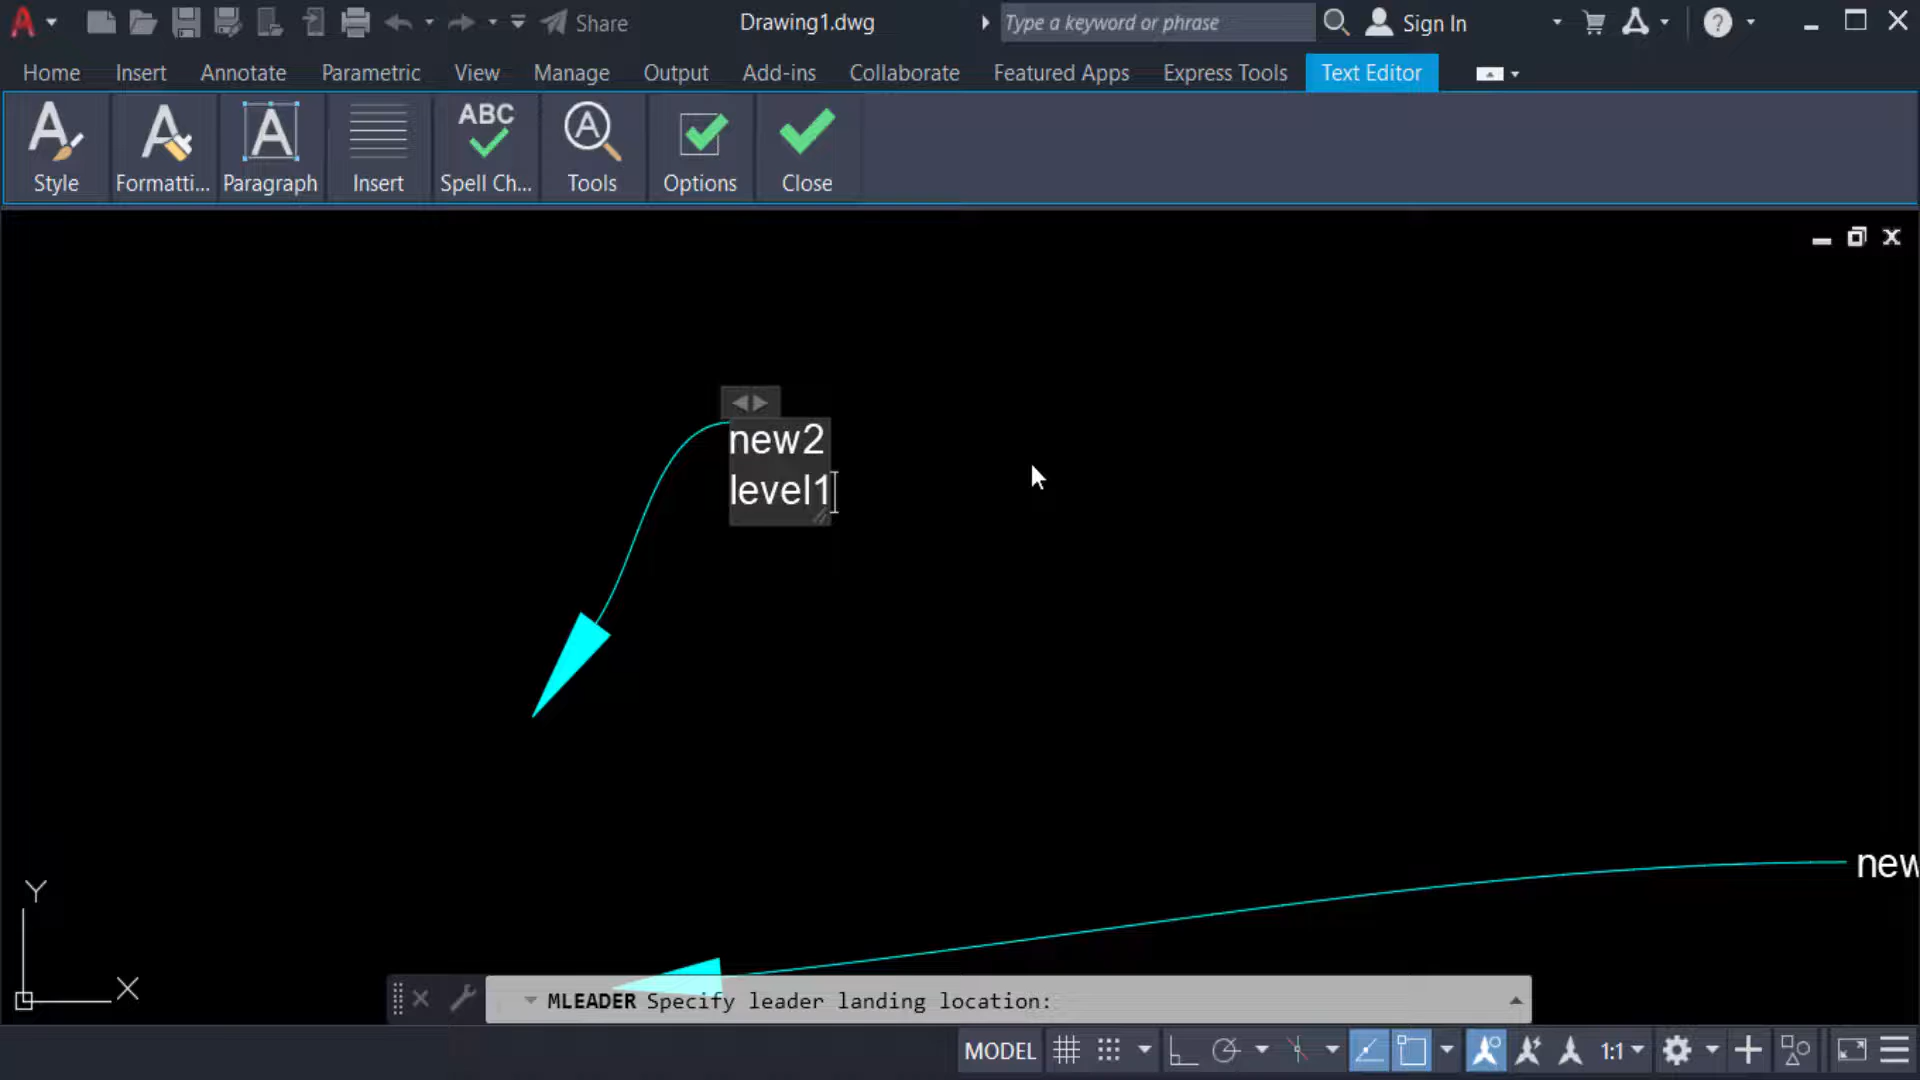 Share
Drawing1.dwg
Type a keyword or phrase
Sign In
Home
Insert
Annotate
Parametric
View
Manage
Output
Add-ins
Collaborate
Featured Apps
Express Tools
Text Editor
ABC
Style
Formatti...
Paragraph
Insert
Spell Ch...
Tools
Options
Close
new2
level1
new
Y
X
MLEADER Specify leader landing location:
MODEL
1:1